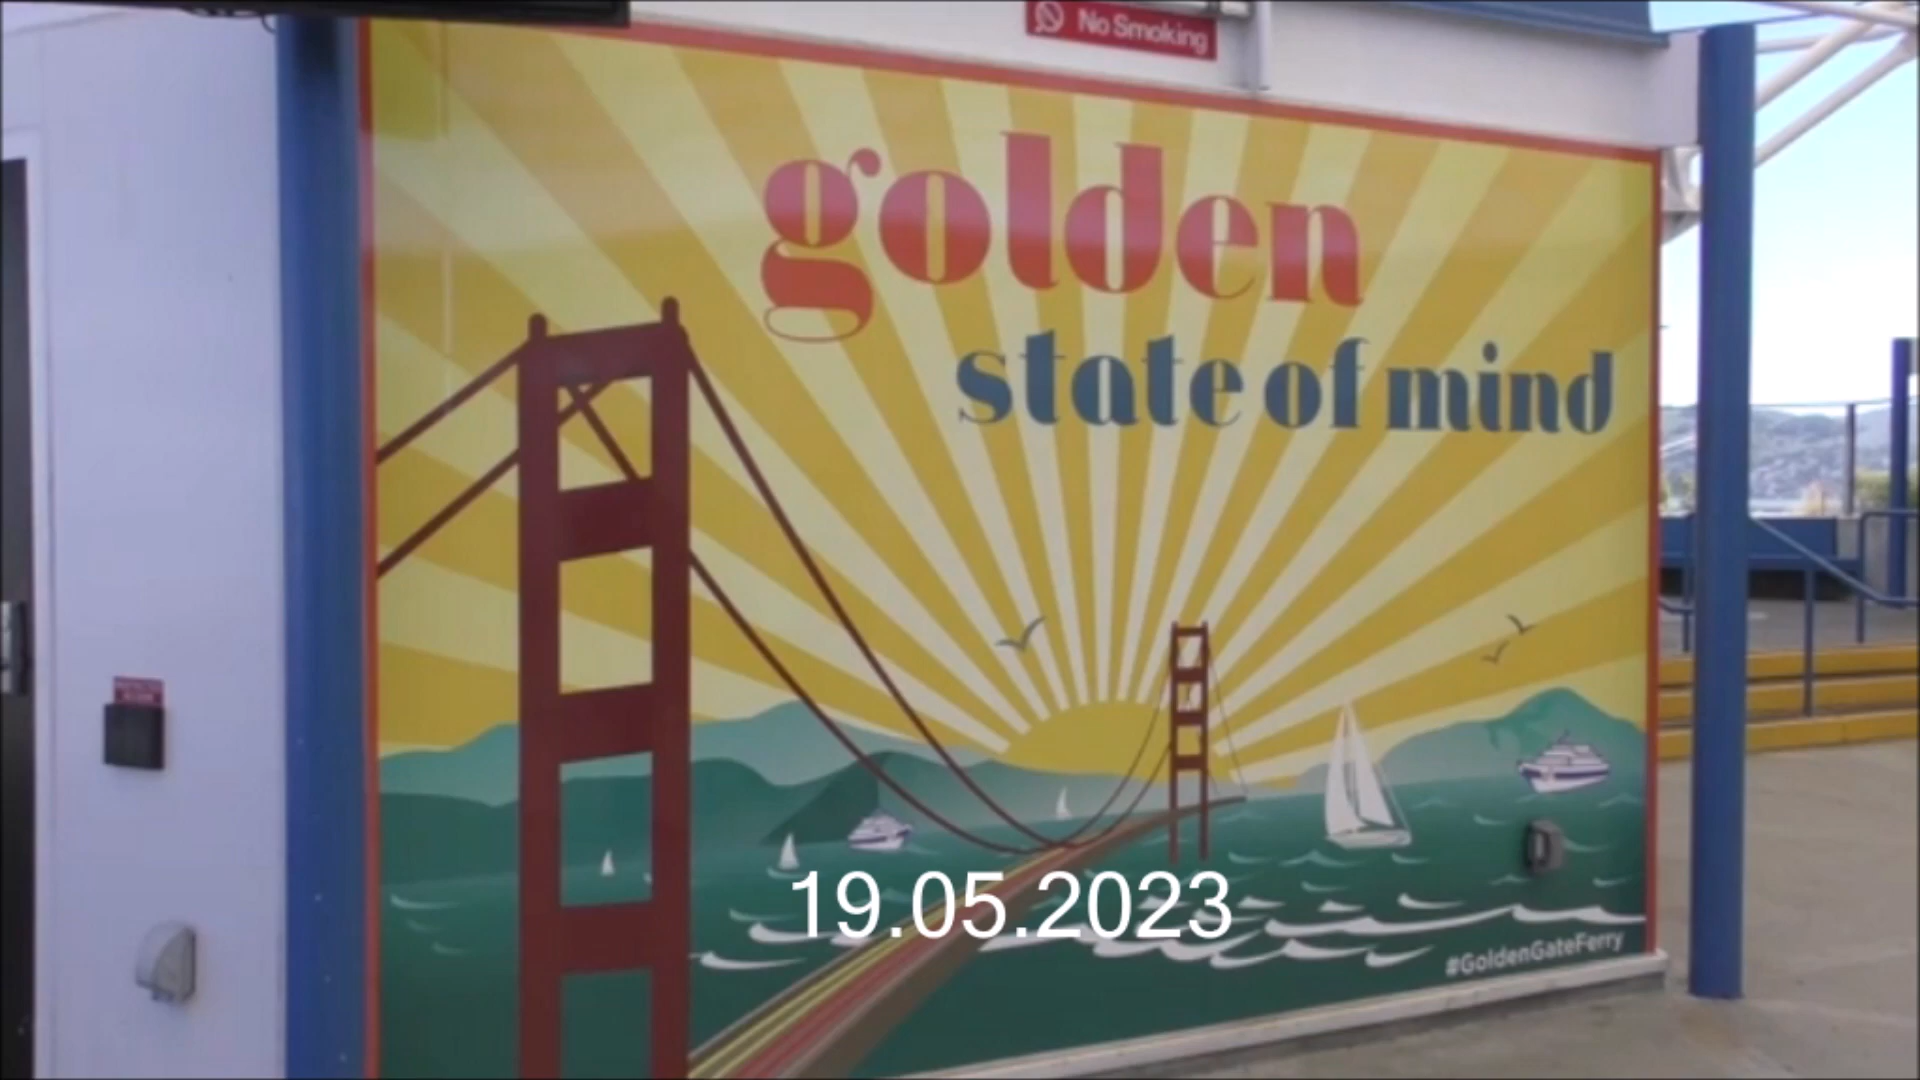 No Smoking
golden
state of mind
19.05.2023
#GoldenGateFerry